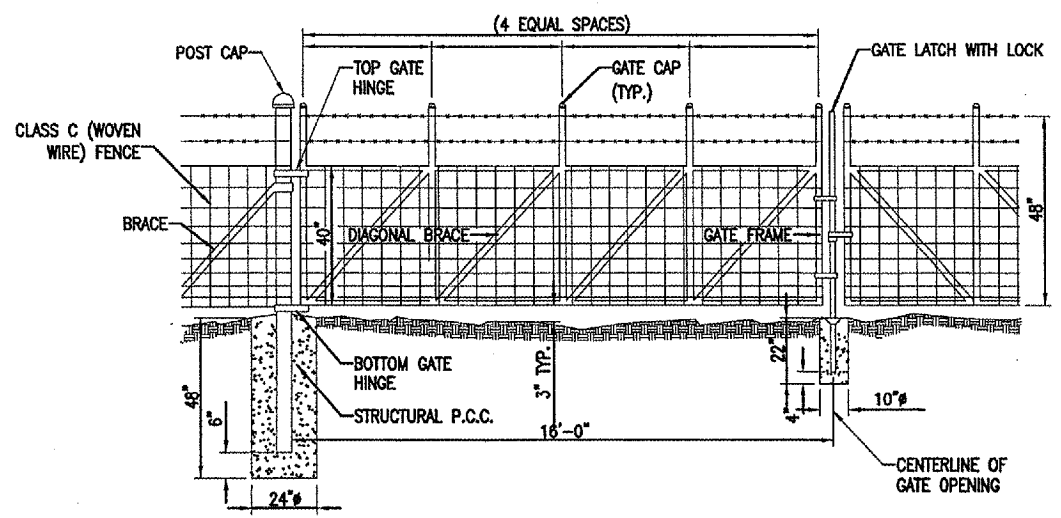 (4 EQUAL SPACES)
POST CAP
TOP GATE
HINGE
GATE CAP
(TYP.)
GATE LATCH WITH LOCK
CLASS C (WOVEN
WIRE) FENCE
BRACE
40"
DIAGONAL BRACE
GATE FRAME
48"
BOTTOM GATE
HINGE
STRUCTURAL P.C.C.
3" TYP.
22"
4"
10"ø
48"
6"
16'-0"
24"ø
CENTERLINE OF
GATE OPENING